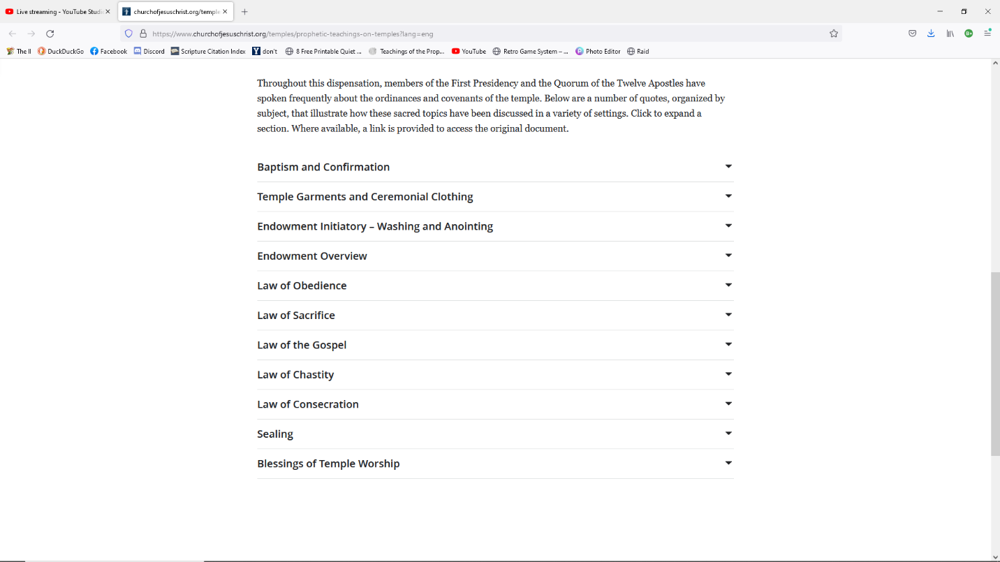 Live streaming - YouTube Studi
churchofjesuschrist.org/temple
https://www.churchofjesuschrist.org/temples/prophetic-teachings-on-temples?lang=eng
The II DuckDuckGo Facebook Discord Scripture Citation Index Y don't 8 Free Printable Quiet ... Teachings of the Prop... YouTube Retro Game System – ... Photo Editor Raid
Throughout this dispensation, members of the First Presidency and the Quorum of the Twelve Apostles have
spoken frequently about the ordinances and covenants of the temple. Below are a number of quotes, organized by
subject, that illustrate how these sacred topics have been discussed in a variety of settings. Click to expand a
section. Where available, a link is provided to access the original document.
Baptism and Confirmation
Temple Garments and Ceremonial Clothing
Endowment Initiatory – Washing and Anointing
Endowment Overview
Law of Obedience
Law of Sacrifice
Law of the Gospel
Law of Chastity
Law of Consecration
Sealing
Blessings of Temple Worship